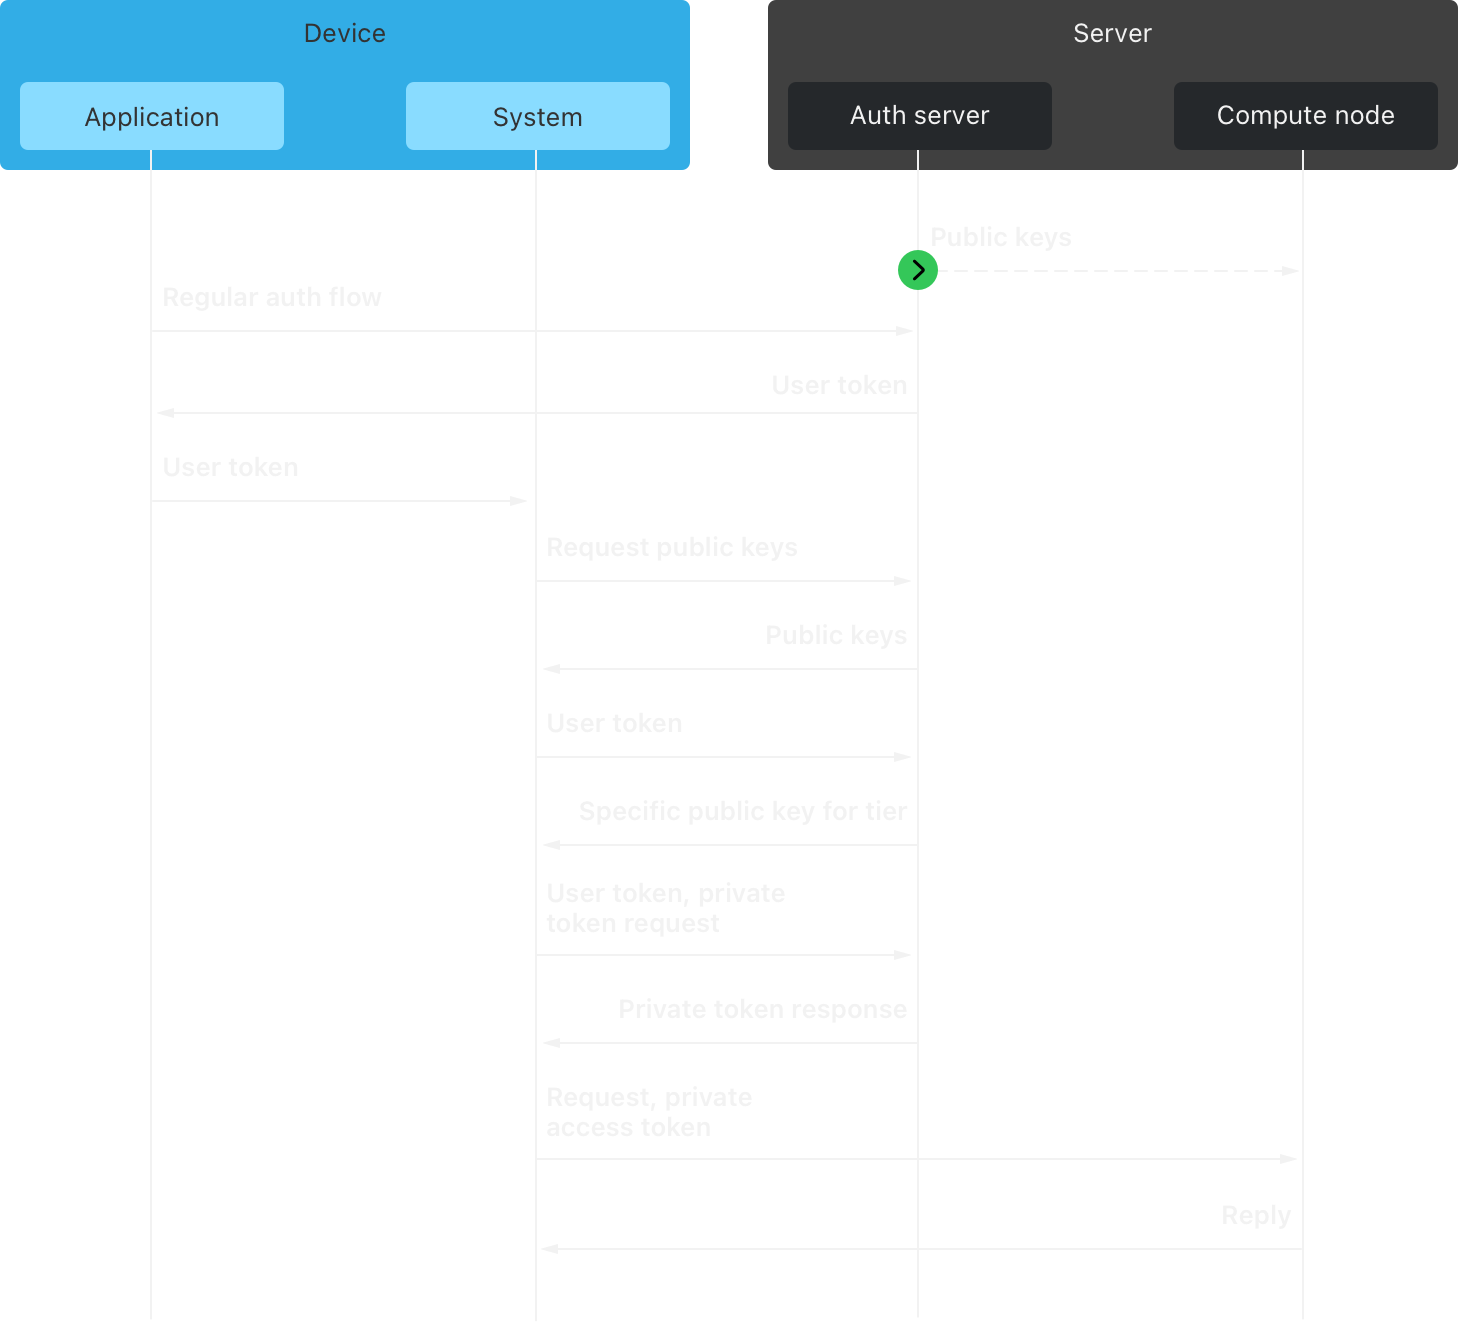 Device
Server
Application
System
Auth server
Compute node
Public keys
Regular auth flow
User token
User token
Request public keys
Public keys
User token
Specific public key for tier
User token, private
token request
Private token response
Request, private
access token
Reply